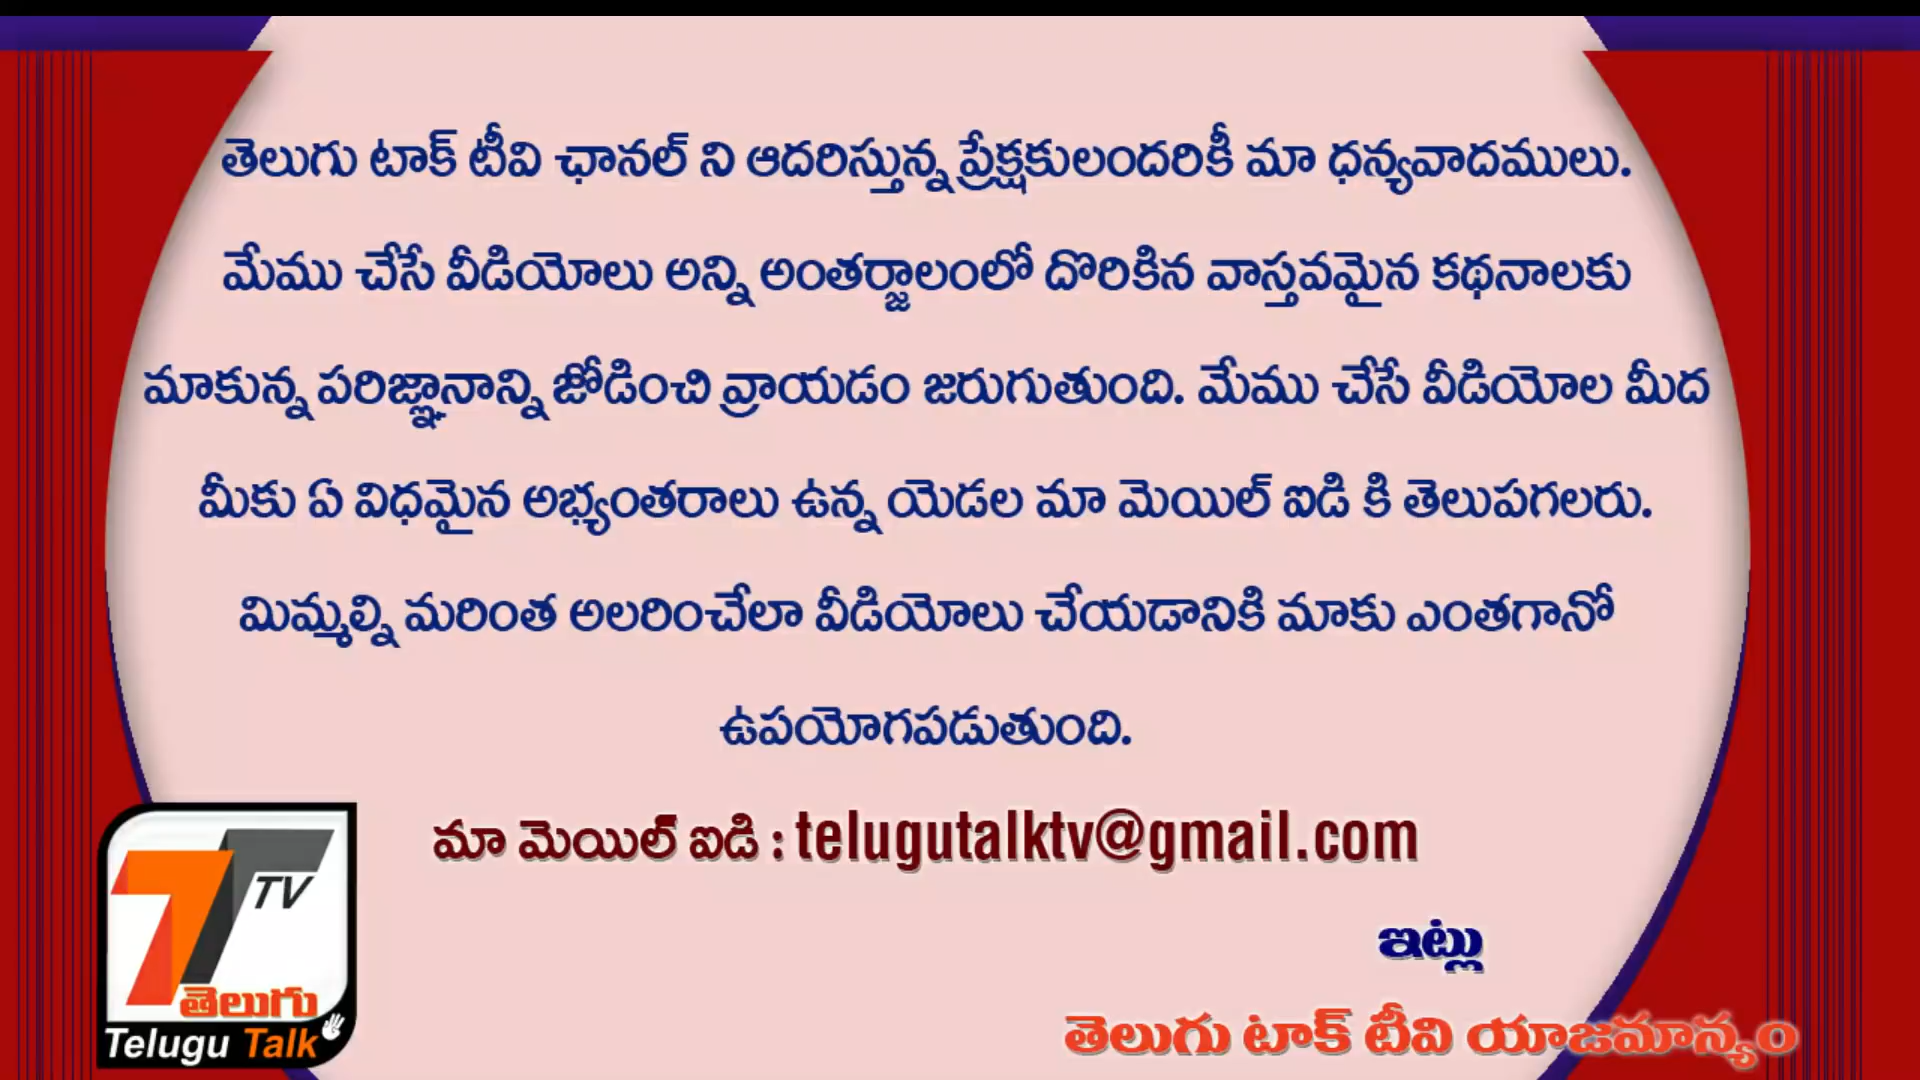 తెలుగు టాక్ టీవి ఛానల్ ని ఆదరిస్తున్న ప్రేక్షకులందరికీ మా ధన్యవాదములు.
మేము చేసే వీడియోలు అన్ని అంతర్జాలంలో దొరికిన వాస్తవమైన కథనాలకు
మాకున్న పరిజ్ఞానాన్ని జోడించి వ్రాయడం జరుగుతుంది. మేము చేసే వీడియోల మీద
మీకు ఏ విధమైన అభ్యంతరాలు ఉన్న యెడల మా మెయిల్ ఐడి కి తెలుపగలరు.
మిమ్మల్ని మరింత అలరించేలా వీడియోలు చేయడానికి మాకు ఎంతగానో
ఉపయోగపడుతుంది.
మా మెయిల్ ఐడి : telugutalktv@gmail.com
ఇట్లు
తెలుగు టాక్ టీవి యాజమాన్యం
TV
తెలుగు
Telugu Talk